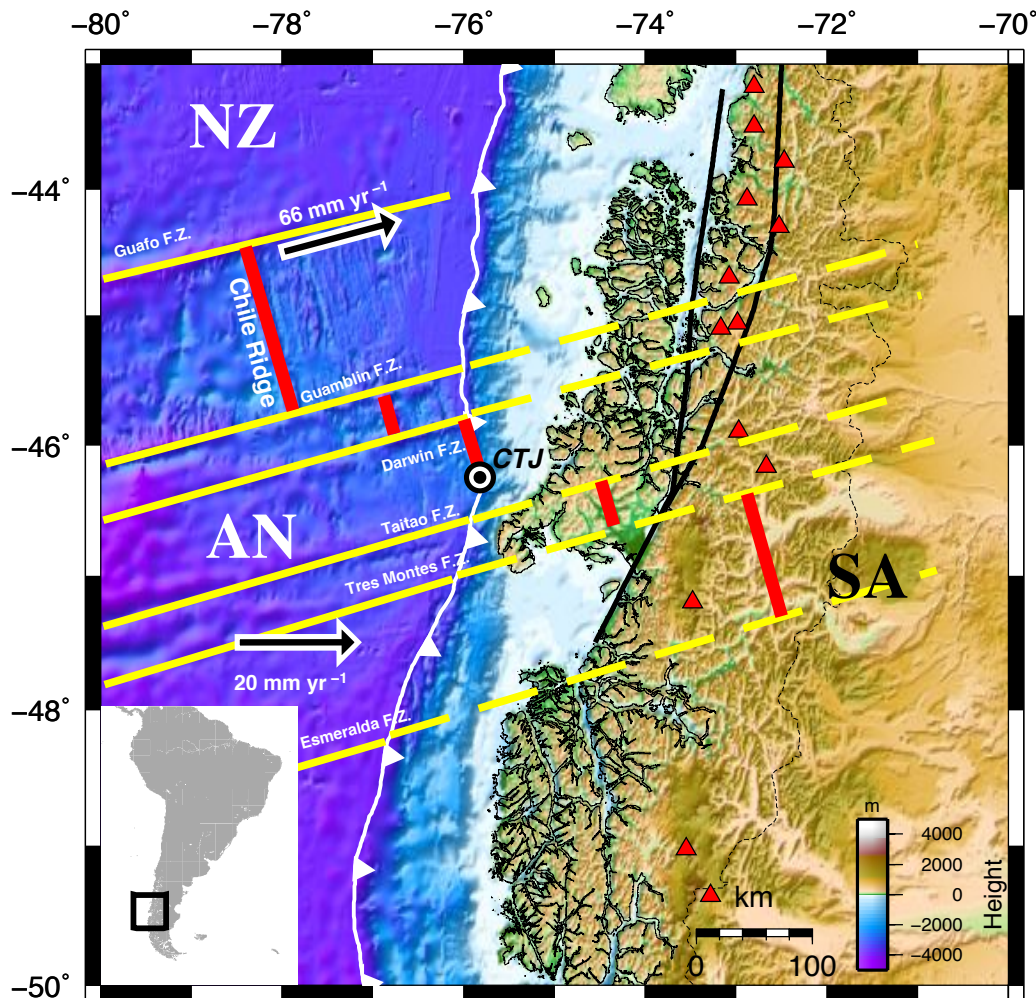 −80° −78 −76 −74 −72 −70°
NZ
−44°
66 mm yr −1
Guafo F.Z.
Chile Ridge
Guamblin F.Z.
−46°
Darwin F.Z.
CTJ
Taitao F.Z.
AN
Tres Montes F.Z.
SA
20 mm yr −1
−48°
Esmeralda F.Z.
m
4000
2000
0
−2000
−4000
Height
km
0 100
−50°